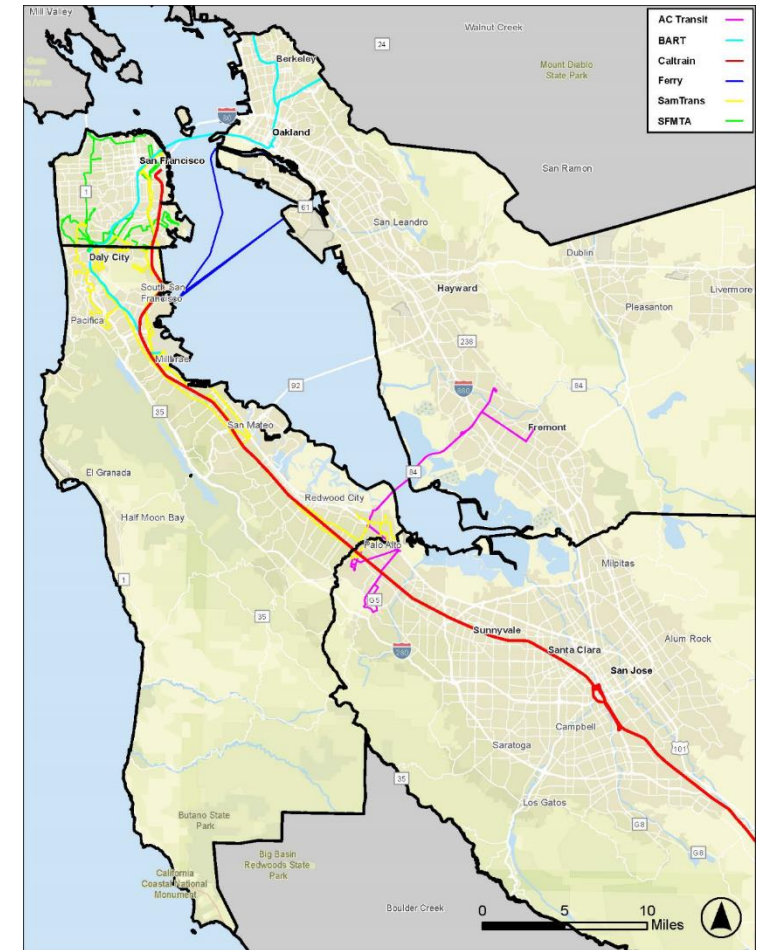 Mill Valley
Walnut Creek
24
Berkeley
Mount Diablo
State Park
AC Transit
BART
Caltrain
Ferry
SamTrans
SFMTA
Oakland
San Francisco
San Ramon
1
61
San Leandro
Dublin
Daly City
South San
Francisco
Hayward
Livermore
Pleasanton
Pacifica
238
Millbrae
92
84
35
San Mateo
Fremont
El Granada
84
Redwood City
Half Moon Bay
Palo Alto
Milpitas
1
G5
35
Sunnyvale
Alum Rock
280
Santa Clara
San Jose
Campbell
Saratoga
101
35
Los Gatos
Butano State
Park
G8
G8
Big Basin
Redwoods State
Park
California
Coastal National
Monument
Boulder Creek
0 5 10
Miles